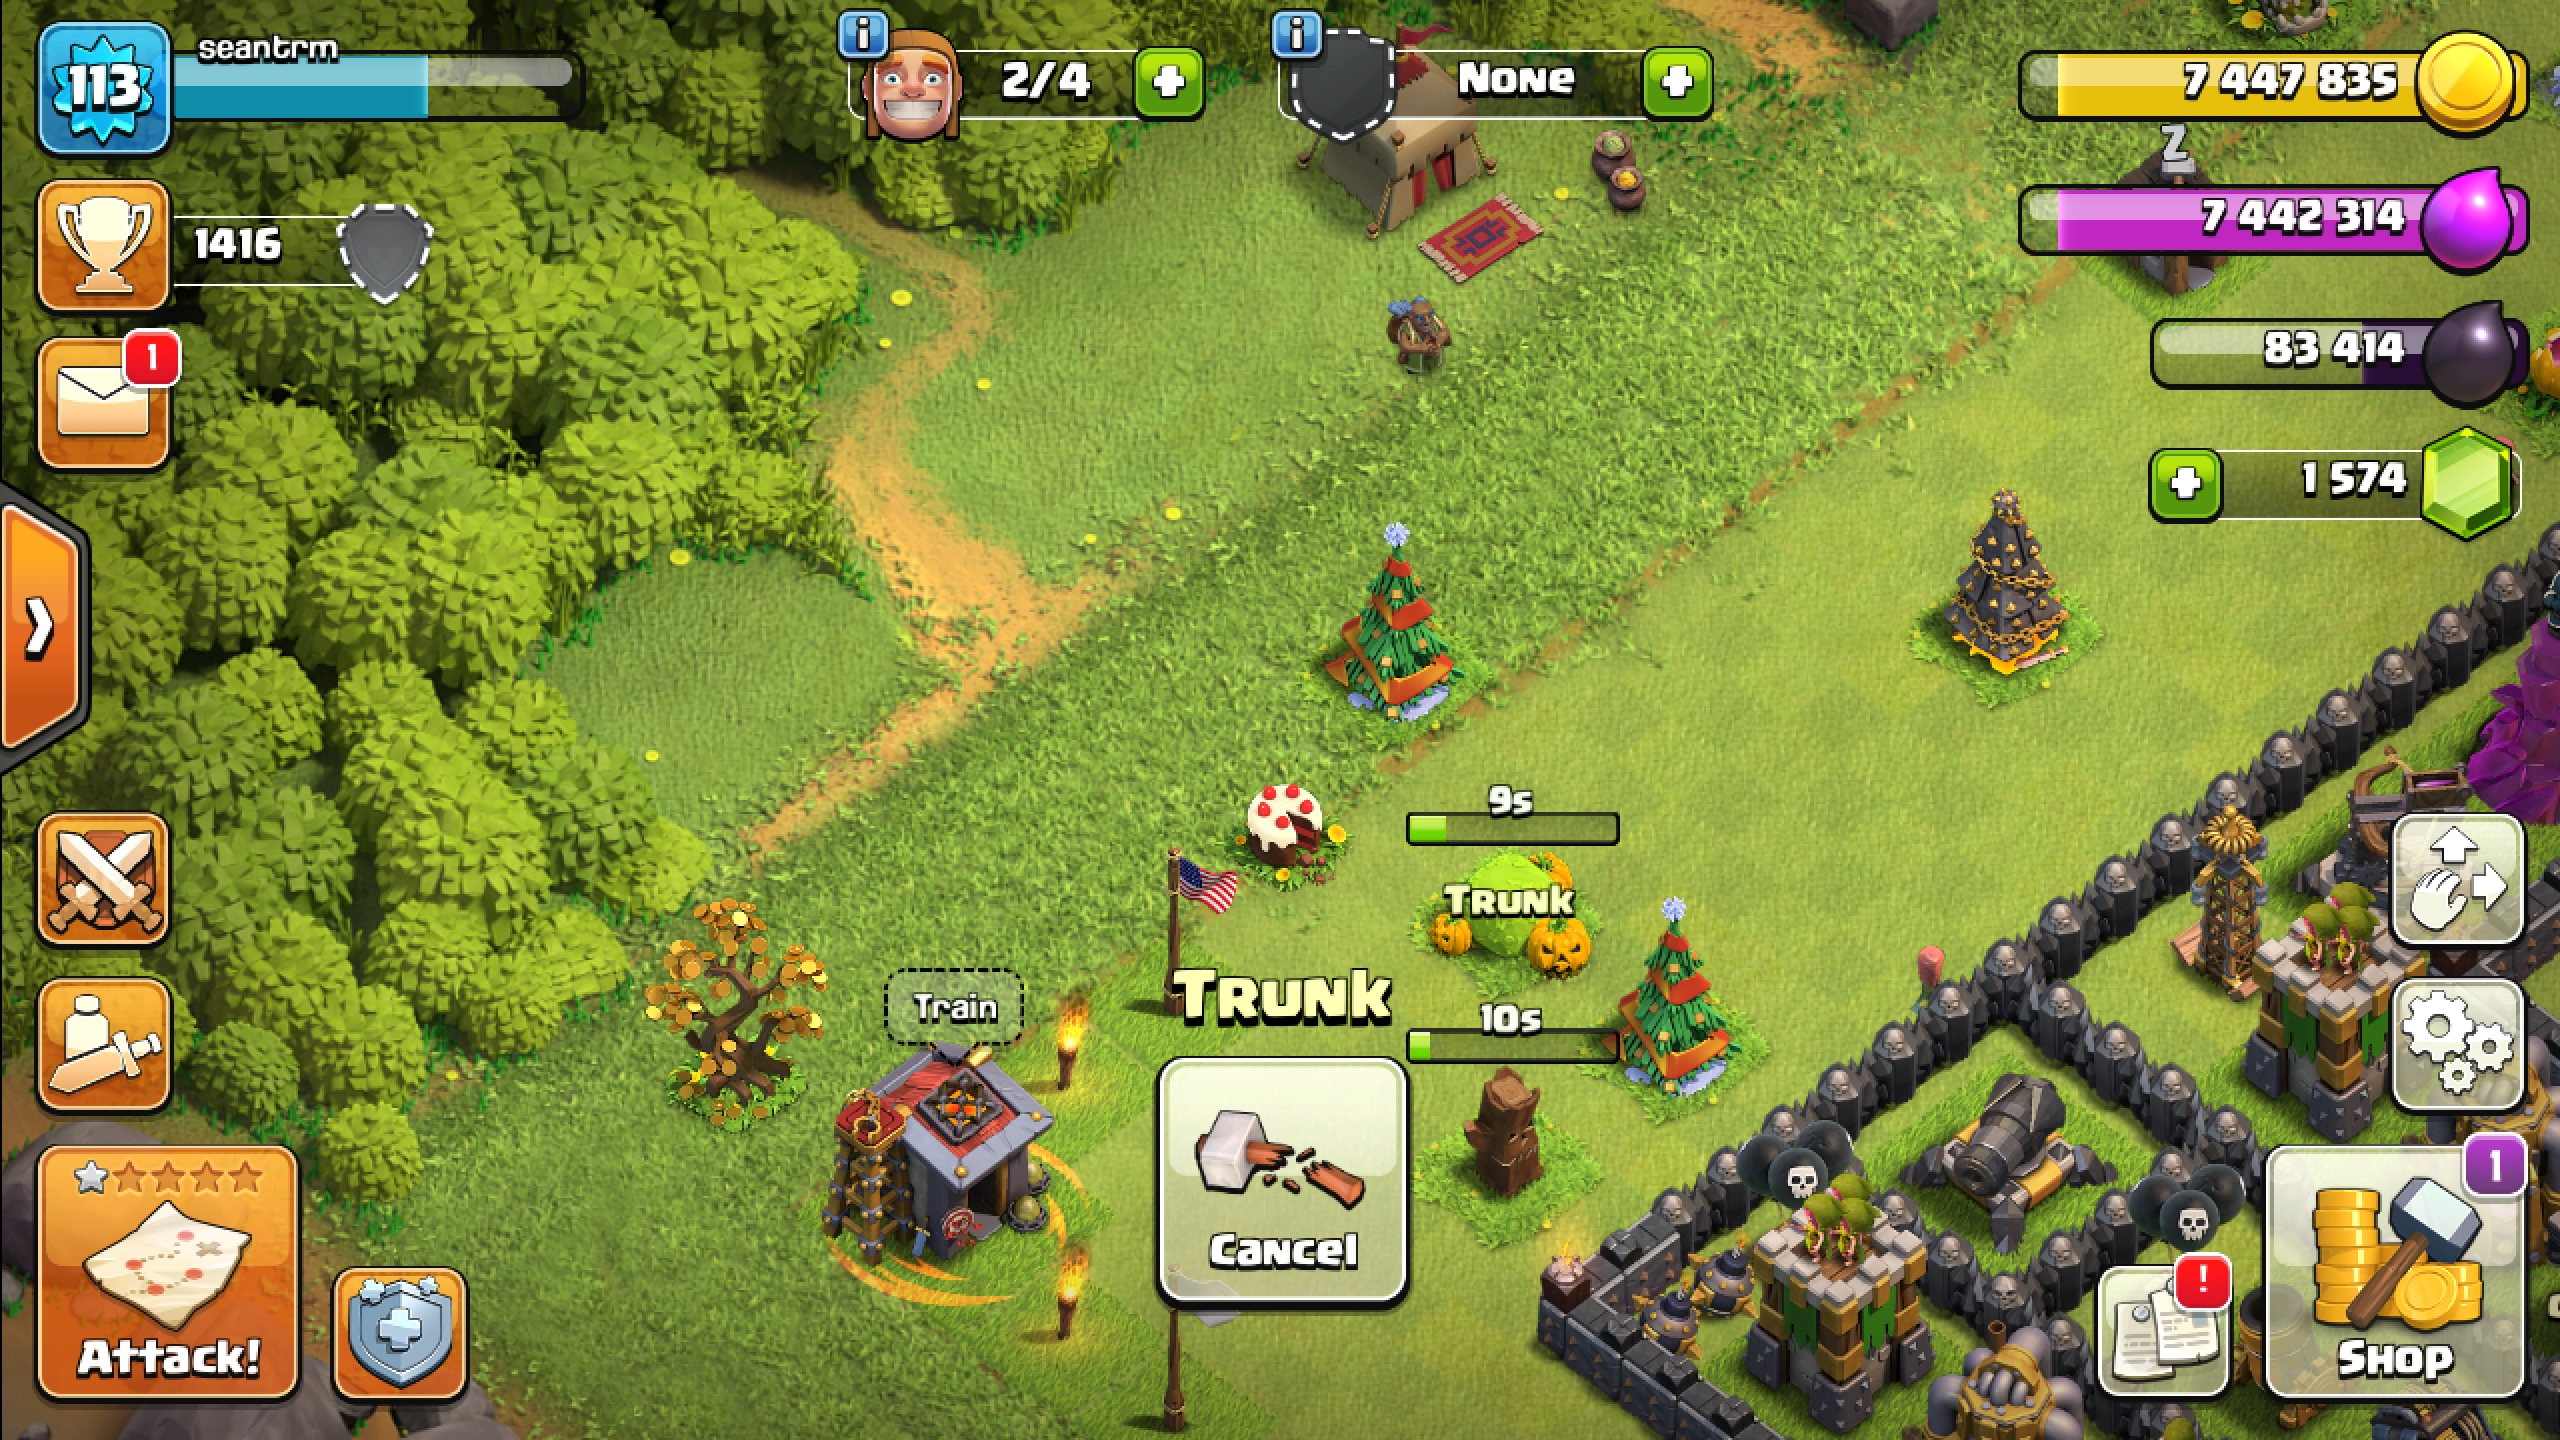 113
seantrm
2/4
None
7 447 835
1416
Z
7 442 314
1
83 414
1 574
9s
Trunk
Train
Trunk
10s
Cancel
1
!
Attack!
Shop